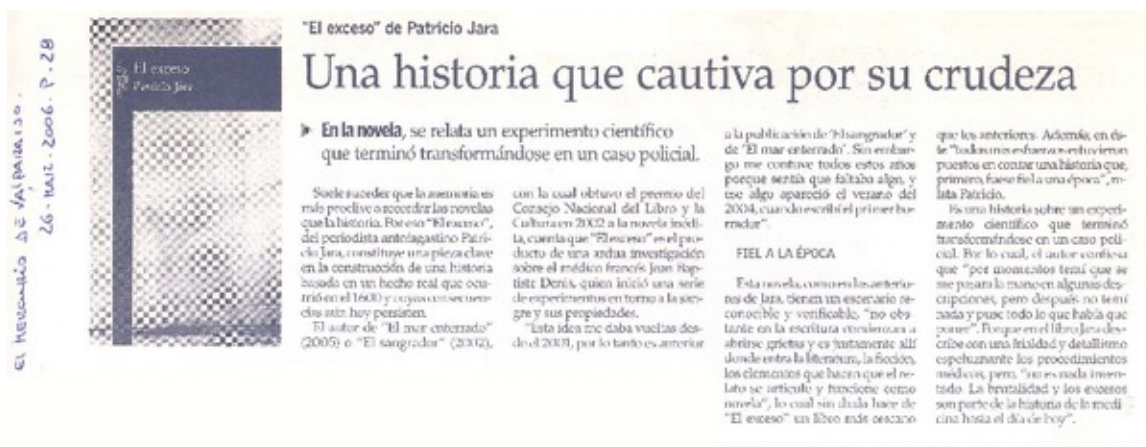 EL MERCURIO DE VALPARAISO.
26. MAR. 2006. P. 28
El exceso
Patricio Jara
"El exceso" de Patricio Jara
Una historia que cautiva por su crudeza
En la novela, se relata un experimento científico
que terminó transformándose en un caso policial.
Suele suceder que la memoria es
más proclive a recordar las novelas
que la historia. Por eso "El exceso",
del periodista antofagastino Patri-
cio Jara, constituye una pieza clave
en la construcción de una historia
basada en un hecho real que ocu-
rrió en el 1600 y cuyas consecuen-
cias aún hoy persisten.
El autor de "El mar enterrado"
(2005) o "El sangrador" (2002),
con la cual obtuvo el premio del
Consejo Nacional del Libro y la
Cultura en 2002 a la novela inédi-
ta, cuenta que "El exceso" es el pro-
ducto de una ardua investigación
sobre el médico francés Jean Bap-
tiste Denis, quien inició una serie
de experimentos en torno a la san-
gre y sus propiedades.
"Esta idea me daba vueltas des-
de el 2001, por lo tanto es anterior
a la publicación de "El sangrador" y
de "El mar enterrado". Sin embar-
go me contuve todos estos años
porque sentía que faltaba algo, y
ese algo apareció el verano del
2004, cuando escribí el primer bo-
rrador".
FIEL A LA ÉPOCA
Esta novela, como en las anterio-
res de Jara, tienen un escenario re-
conocible y verificable, "no obs-
tante en la escritura comienzan a
abrirse grietas y es justamente allí
donde entra la literatura, la ficción,
los elementos que hacen que el re-
lato se articule y funcione como
novela", lo cual sin duda hace de
"El exceso" un libro más cercano
que los anteriores. Además, en és-
te "todos mis esfuerzos estuvieron
puestos en contar una historia que,
primero, fuese fiel a una época", re-
lata Patricio.
Es una historia sobre un experi-
mento científico que terminó
transformándose en un caso poli-
cial. Por lo cual, el autor confiesa
que "por momentos temí que se
me pasara la mano en algunas des-
cripciones, pero después no temí
nada y puse todo lo que había que
poner". Porque en el libro Jara des-
cribe con una frialdad y detallismo
espeluznante los procedimientos
médicos, pero, "no es nada inven-
tado. La brutalidad y los excesos
son parte de la historia de la medi-
cina hasta el día de hoy".